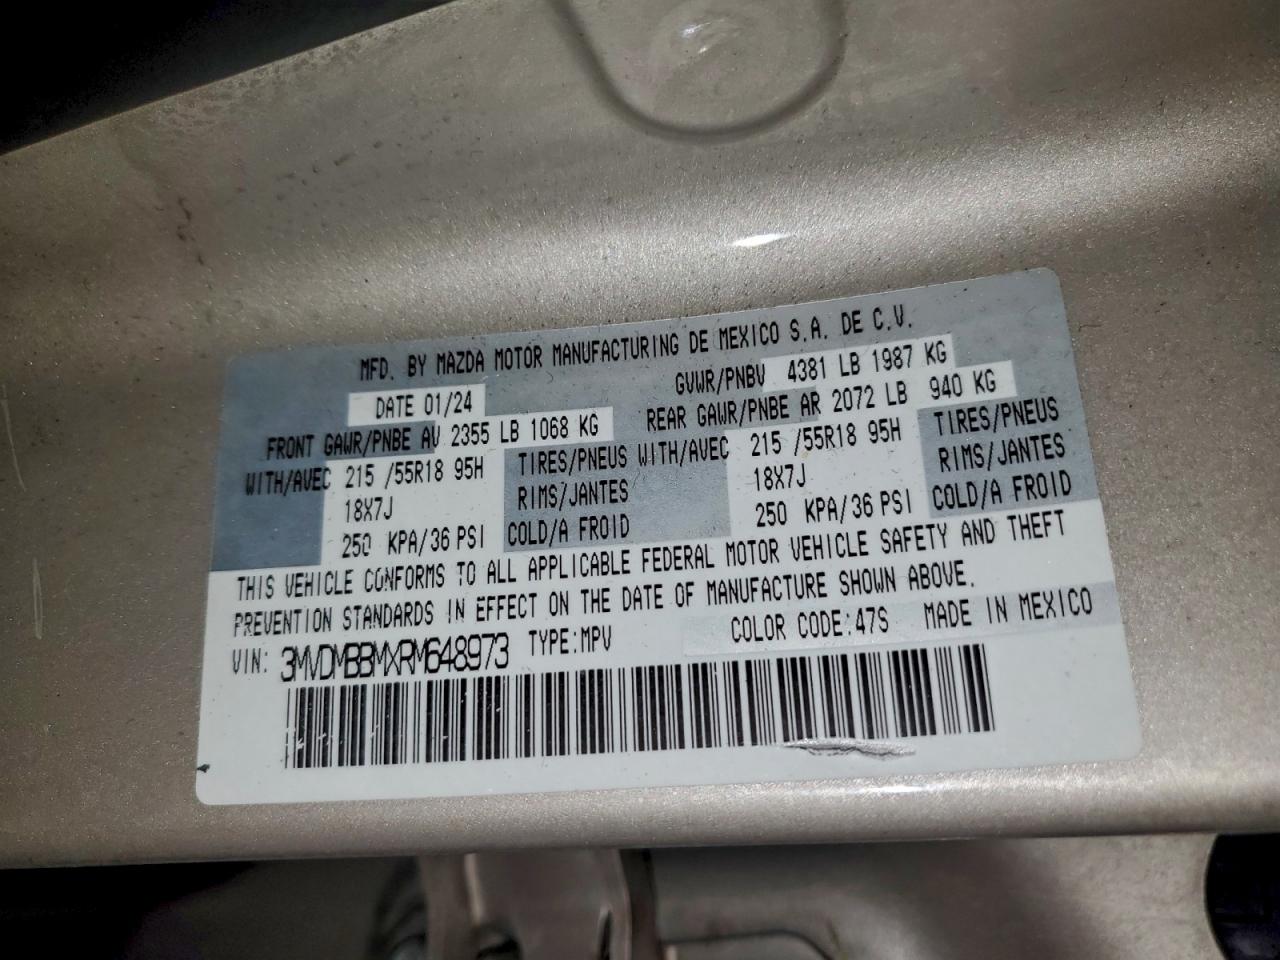 MFD. BY MAZDA MOTOR MANUFACTURING DE MEXICO S.A. DE C.V.
DATE 01/24 GVWR/PNBV 4381 LB 1987 KG
FRONT GAWR/PNBE AV 2355 LB 1068 KG REAR GAWR/PNBE AR 2072 LB 940 KG
WITH/AVEC 215 /55R18 95H TIRES/PNEUS WITH/AVEC 215 /55R18 95H TIRES/PNEUS
18X7J RIMS/JANTES 18X7J RIMS/JANTES
250 KPA/36 PSI COLD/A FROID 250 KPA/36 PSI COLD/A FROID
THIS VEHICLE CONFORMS TO ALL APPLICABLE FEDERAL MOTOR VEHICLE SAFETY AND THEFT
PREVENTION STANDARDS IN EFFECT ON THE DATE OF MANUFACTURE SHOWN ABOVE.
VIN: 3MVDMBBMXRM648973 TYPE:MPV COLOR CODE:47S MADE IN MEXICO